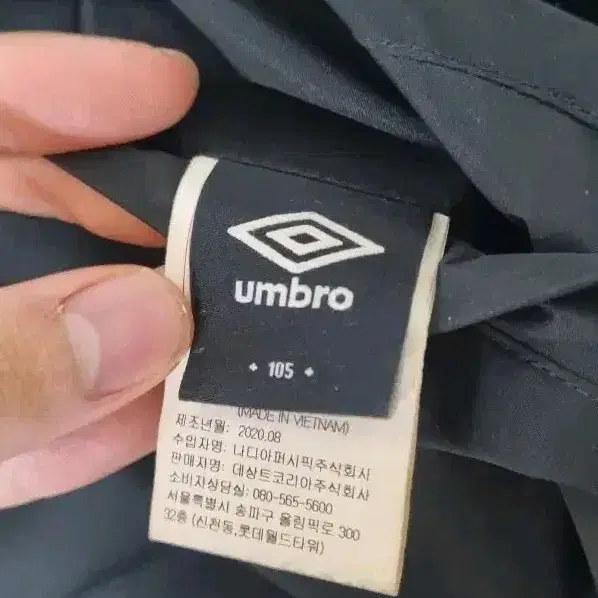 umbro
• 105 •
(MADE IN VIETNAM)
제조년월: 2020.08
수입자명: 나디아퍼시픽주식회사
판매자명: 데상트코리아주식회사
소비자상담실: 080-565-5600
서울특별시 송파구 올림픽로 300
32층 (신천동,롯데월드타워)